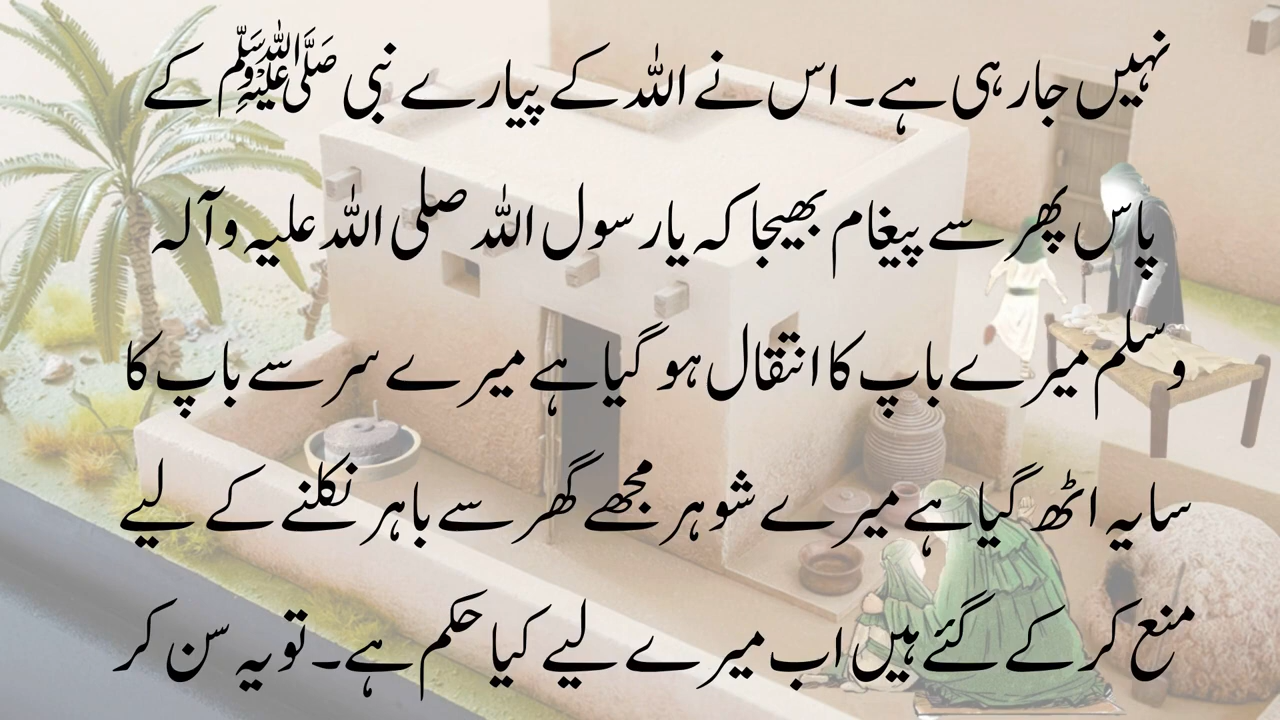 نہیں جا رہی ہے۔ اس نے اللہ کے پیارے نبی ﷺ کے
پاس پھر سے پیغام بھیجا کہ یا رسول اللہ صلی اللہ علیہ وآلہ
وسلم میرے باپ کا انتقال ہو گیا ہے میرے سر سے باپ کا
سایہ اٹھ گیا ہے میرے شوہر مجھے گھر سے باہر نکلنے کے لیے
منع کر کے گئے ہیں اب میرے لیے کیا حکم ہے۔ تو یہ سن کر